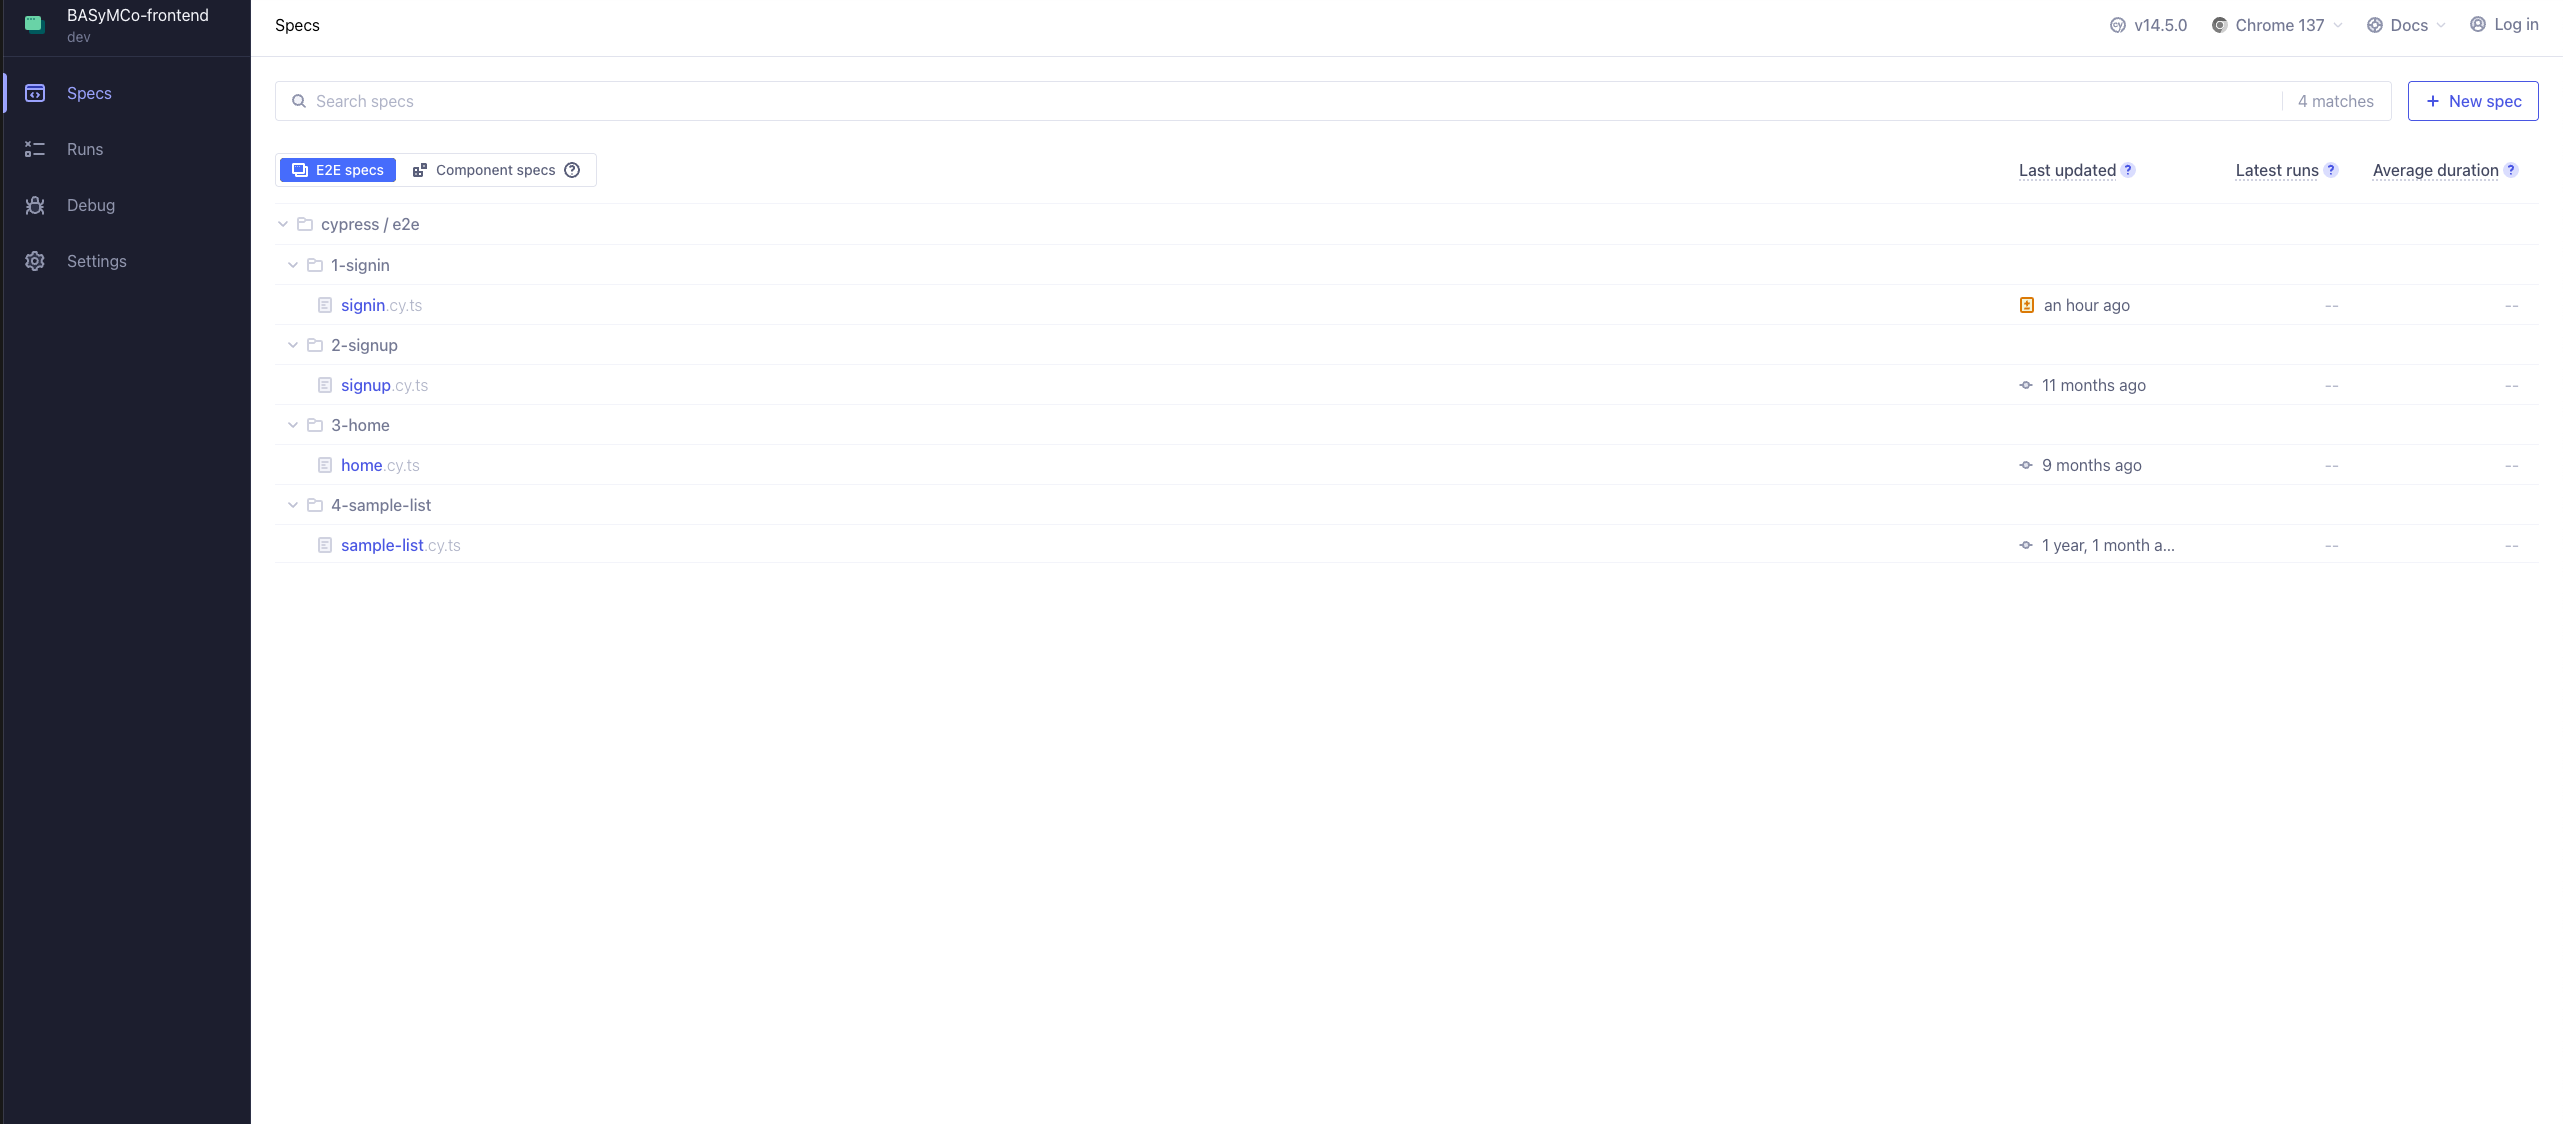 BASyMCo-frontend
dev
Specs
Runs
Debug
Settings
Specs
v14.5.0
Chrome 137
Docs
Log in
Search specs
4 matches
+ New spec
E2E specs
Component specs ?
Last updated ?
Latest runs ?
Average duration ?
cypress / e2e
1-signin
signin.cy.ts an hour ago -- --
2-signup
signup.cy.ts 11 months ago -- --
3-home
home.cy.ts 9 months ago -- --
4-sample-list
sample-list.cy.ts 1 year, 1 month a... -- --